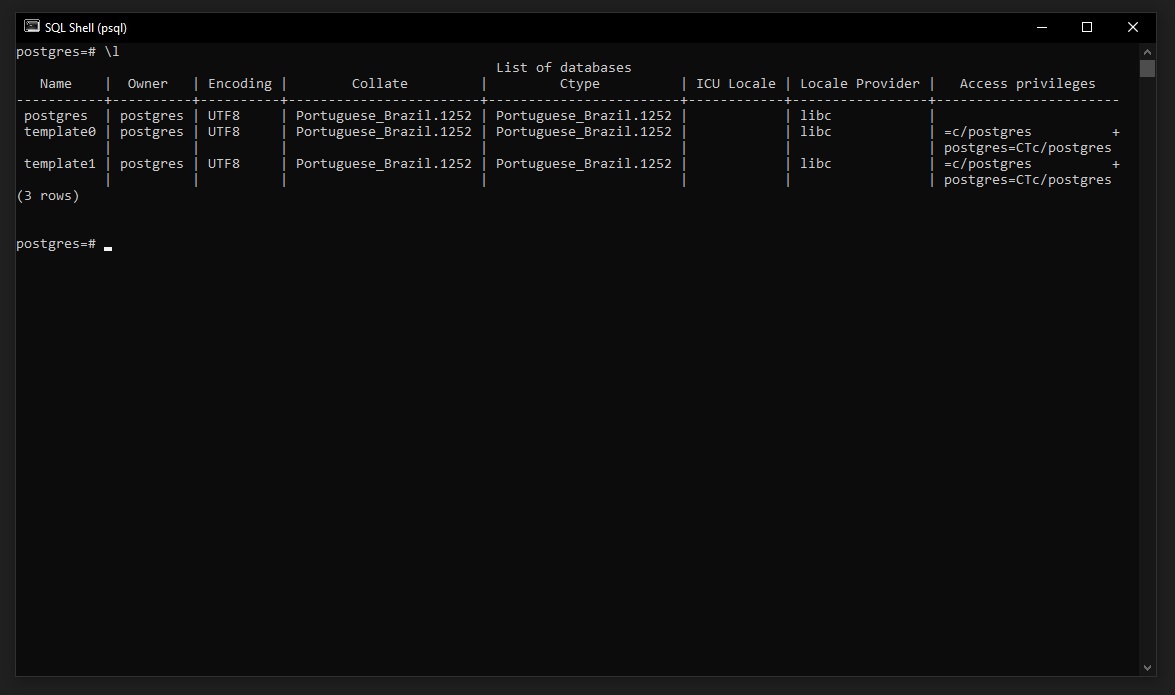 SQL Shell (psql)
postgres=# \l
                                                            List of databases
   Name    |  Owner   | Encoding |        Collate         |         Ctype          | ICU Locale | Locale Provider |   Access privileges
-----------+----------+----------+------------------------+------------------------+------------+-----------------+-----------------------
 postgres  | postgres | UTF8     | Portuguese_Brazil.1252 | Portuguese_Brazil.1252 |            | libc            |
 template0 | postgres | UTF8     | Portuguese_Brazil.1252 | Portuguese_Brazil.1252 |            | libc            | =c/postgres          +
           |          |          |                        |                        |            |                 | postgres=CTc/postgres
 template1 | postgres | UTF8     | Portuguese_Brazil.1252 | Portuguese_Brazil.1252 |            | libc            | =c/postgres          +
           |          |          |                        |                        |            |                 | postgres=CTc/postgres
(3 rows)
postgres=#